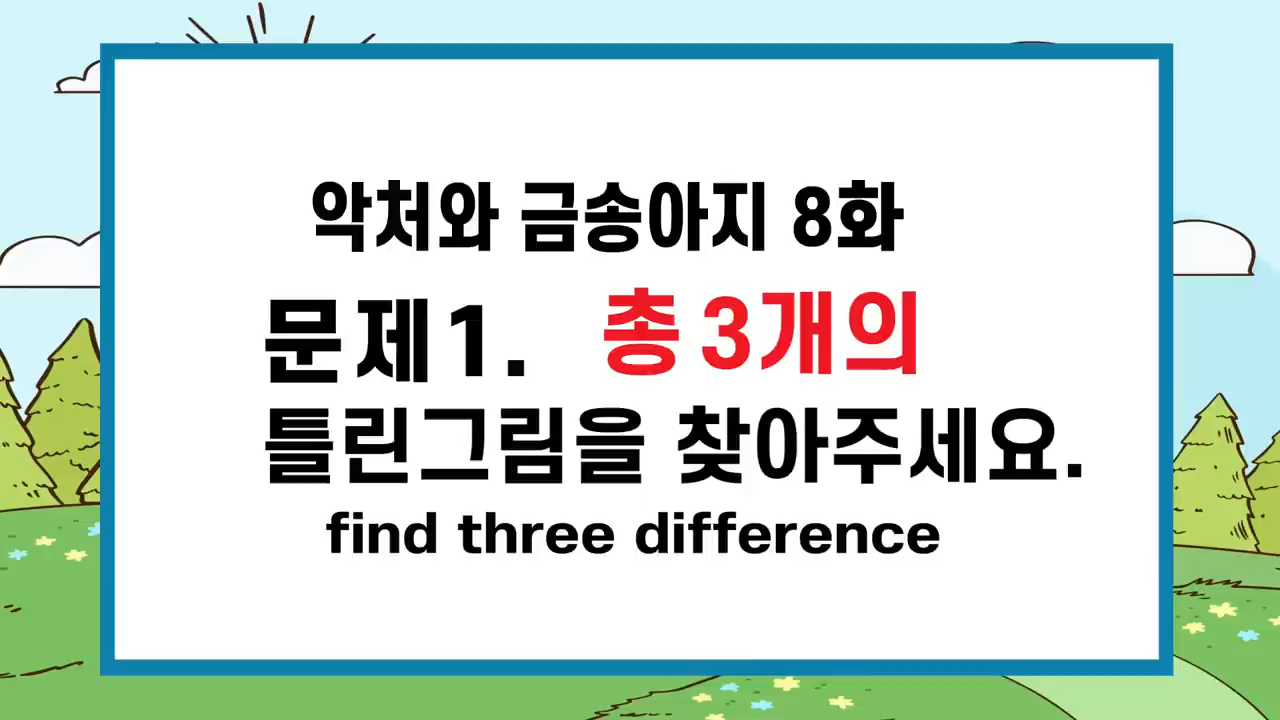 악처와 금송아지 8화
문제1. 총 3개의
틀린그림을 찾아주세요.
find three difference